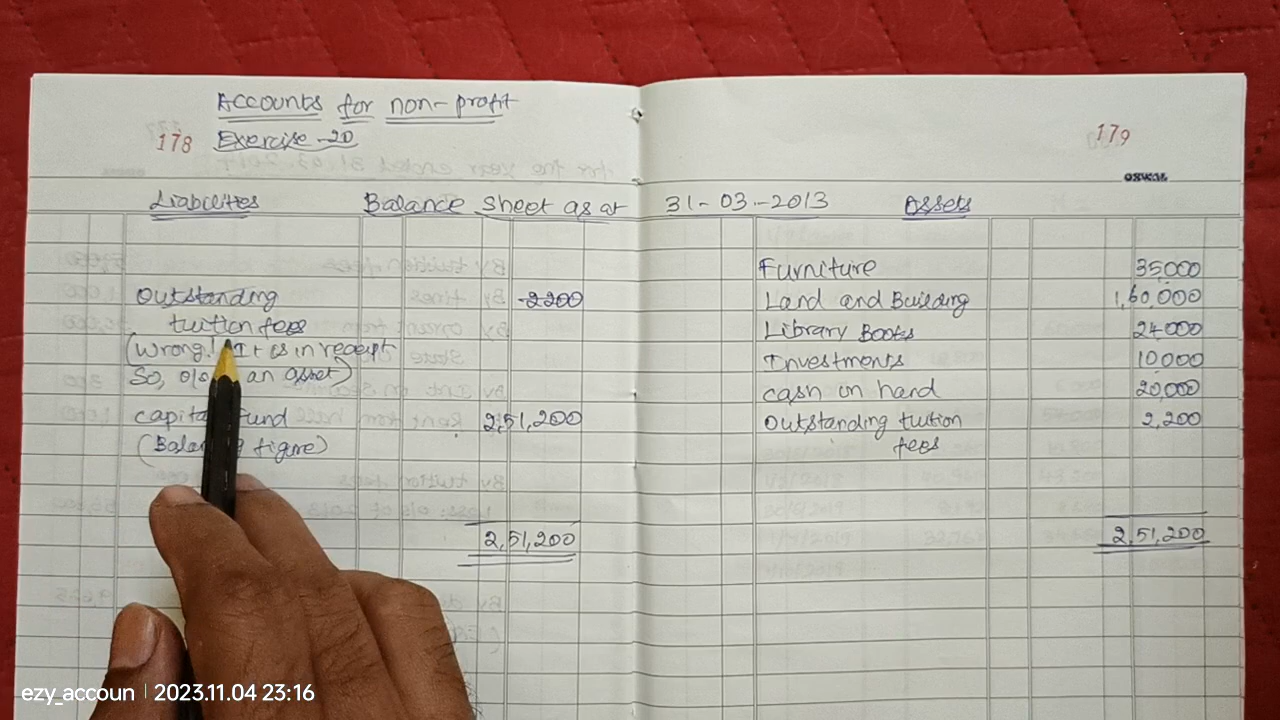 Accounts for non-profit
178 Exercise-20
179
OSWAL
Liabilities Balance Sheet as at 31-03-2013 Assets
Furniture 35,000
Outstanding 2200 Land and Building 1,60,000
tuition fees Library Books 24,000
(Wrong! It is in receipt Investments 10,000
So, o/s an asset) cash in hand 20,000
Capital Fund 2,51,200 Outstanding tuition 2,200
(Balancing figure) fees
2,51,200 2,51,200
ezy_accoun | 2023.11.04 23:16